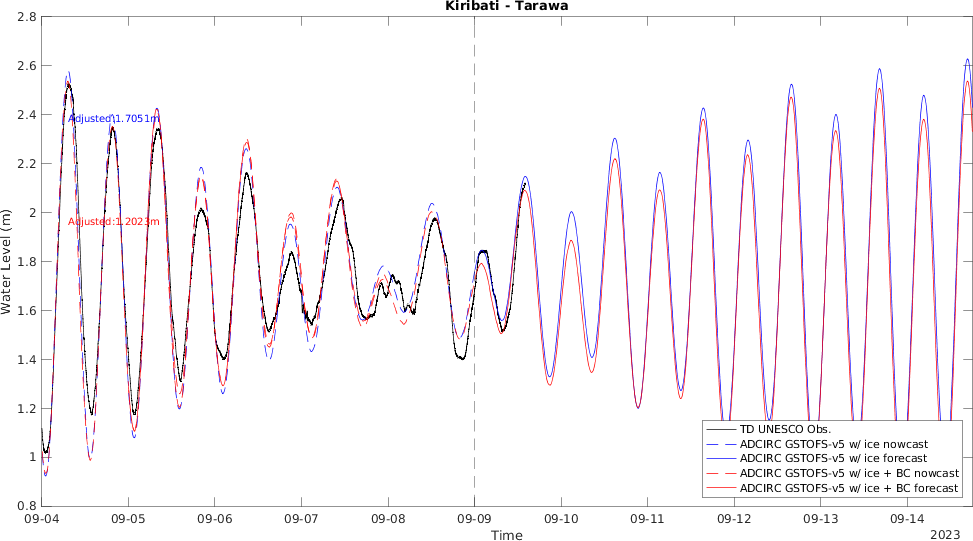 Kiribati - Tarawa
2.8
2.6
2.4
2.2
2
1.8
1.6
1.4
1.2
1
0.8
Water Level (m)
Adjusted:1.7051m
Adjusted:1.2023m
TD UNESCO Obs.
ADCIRC GSTOFS-v5 w/ ice nowcast
ADCIRC GSTOFS-v5 w/ ice forecast
ADCIRC GSTOFS-v5 w/ ice + BC nowcast
ADCIRC GSTOFS-v5 w/ ice + BC forecast
09-04 09-05 09-06 09-07 09-08 09-09 09-10 09-11 09-12 09-13 09-14
Time
2023